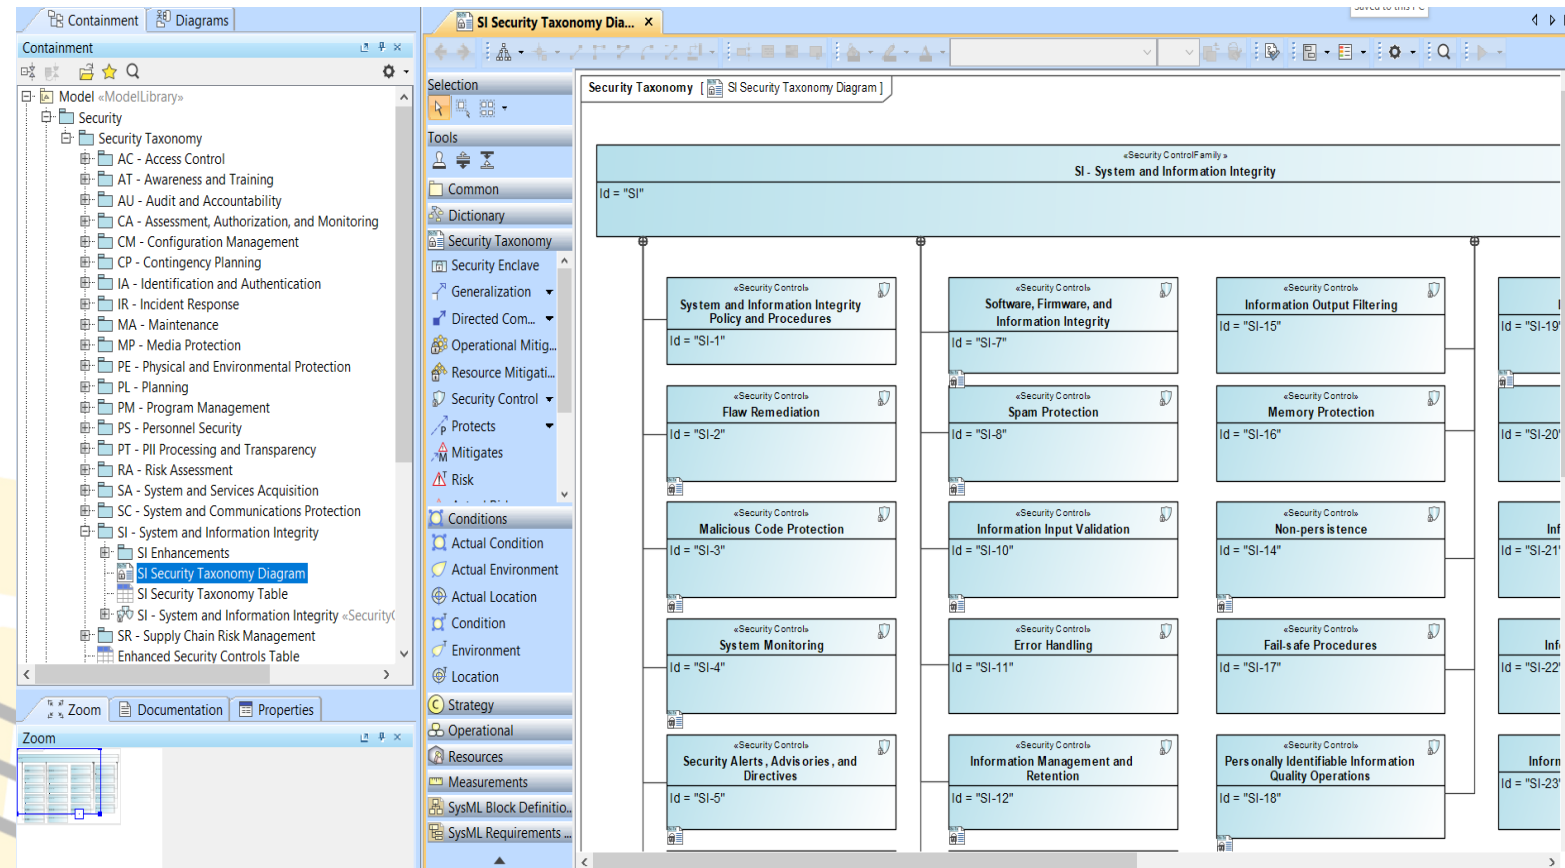 Containment
Diagrams
SI Security Taxonomy Dia...
Containment
Model «ModelLibrary»
Security
Security Taxonomy
AC - Access Control
AT - Awareness and Training
AU - Audit and Accountability
CA - Assessment, Authorization, and Monitoring
CM - Configuration Management
CP - Contingency Planning
IA - Identification and Authentication
IR - Incident Response
MA - Maintenance
MP - Media Protection
PE - Physical and Environmental Protection
PL - Planning
PM - Program Management
PS - Personnel Security
PT - PII Processing and Transparency
RA - Risk Assessment
SA - System and Services Acquisition
SC - System and Communications Protection
SI - System and Information Integrity
SI Enhancements
SI Security Taxonomy Diagram
SI Security Taxonomy Table
SI - System and Information Integrity «Security
SR - Supply Chain Risk Management
Enhanced Security Controls Table
Zoom
Documentation
Properties
Zoom
Selection
Tools
Common
Dictionary
Security Taxonomy
Security Enclave
Generalization
Directed Com...
Operational Mitig...
Resource Mitigati...
Security Control
Protects
Mitigates
Risk
Conditions
Actual Condition
Actual Environment
Actual Location
Condition
Environment
Location
Strategy
Operational
Resources
Measurements
SysML Block Definitio...
SysML Requirements ...
Security Taxonomy [ SI Security Taxonomy Diagram ]
«Security ControlFamily »
SI - System and Information Integrity
Id = "SI"
«Security Control»
System and Information Integrity
Policy and Procedures
Id = "SI-1"
«Security Control»
Flaw Remediation
Id = "SI-2"
«Security Control»
Malicious Code Protection
Id = "SI-3"
«Security Control»
System Monitoring
Id = "SI-4"
«Security Control»
Security Alerts, Advisories, and
Directives
Id = "SI-5"
«Security Control»
Software, Firmware, and
Information Integrity
Id = "SI-7"
«Security Control»
Spam Protection
Id = "SI-8"
«Security Control»
Information Input Validation
Id = "SI-10"
«Security Control»
Error Handling
Id = "SI-11"
«Security Control»
Information Management and
Retention
Id = "SI-12"
«Security Control»
Information Output Filtering
Id = "SI-15"
«Security Control»
Memory Protection
Id = "SI-16"
«Security Control»
Non-persistence
Id = "SI-14"
«Security Control»
Fail-safe Procedures
Id = "SI-17"
«Security Control»
Personally Identifiable Information
Quality Operations
Id = "SI-18"
Id = "SI-19"
Id = "SI-20"
Id = "SI-21"
Id = "SI-22"
Id = "SI-23"